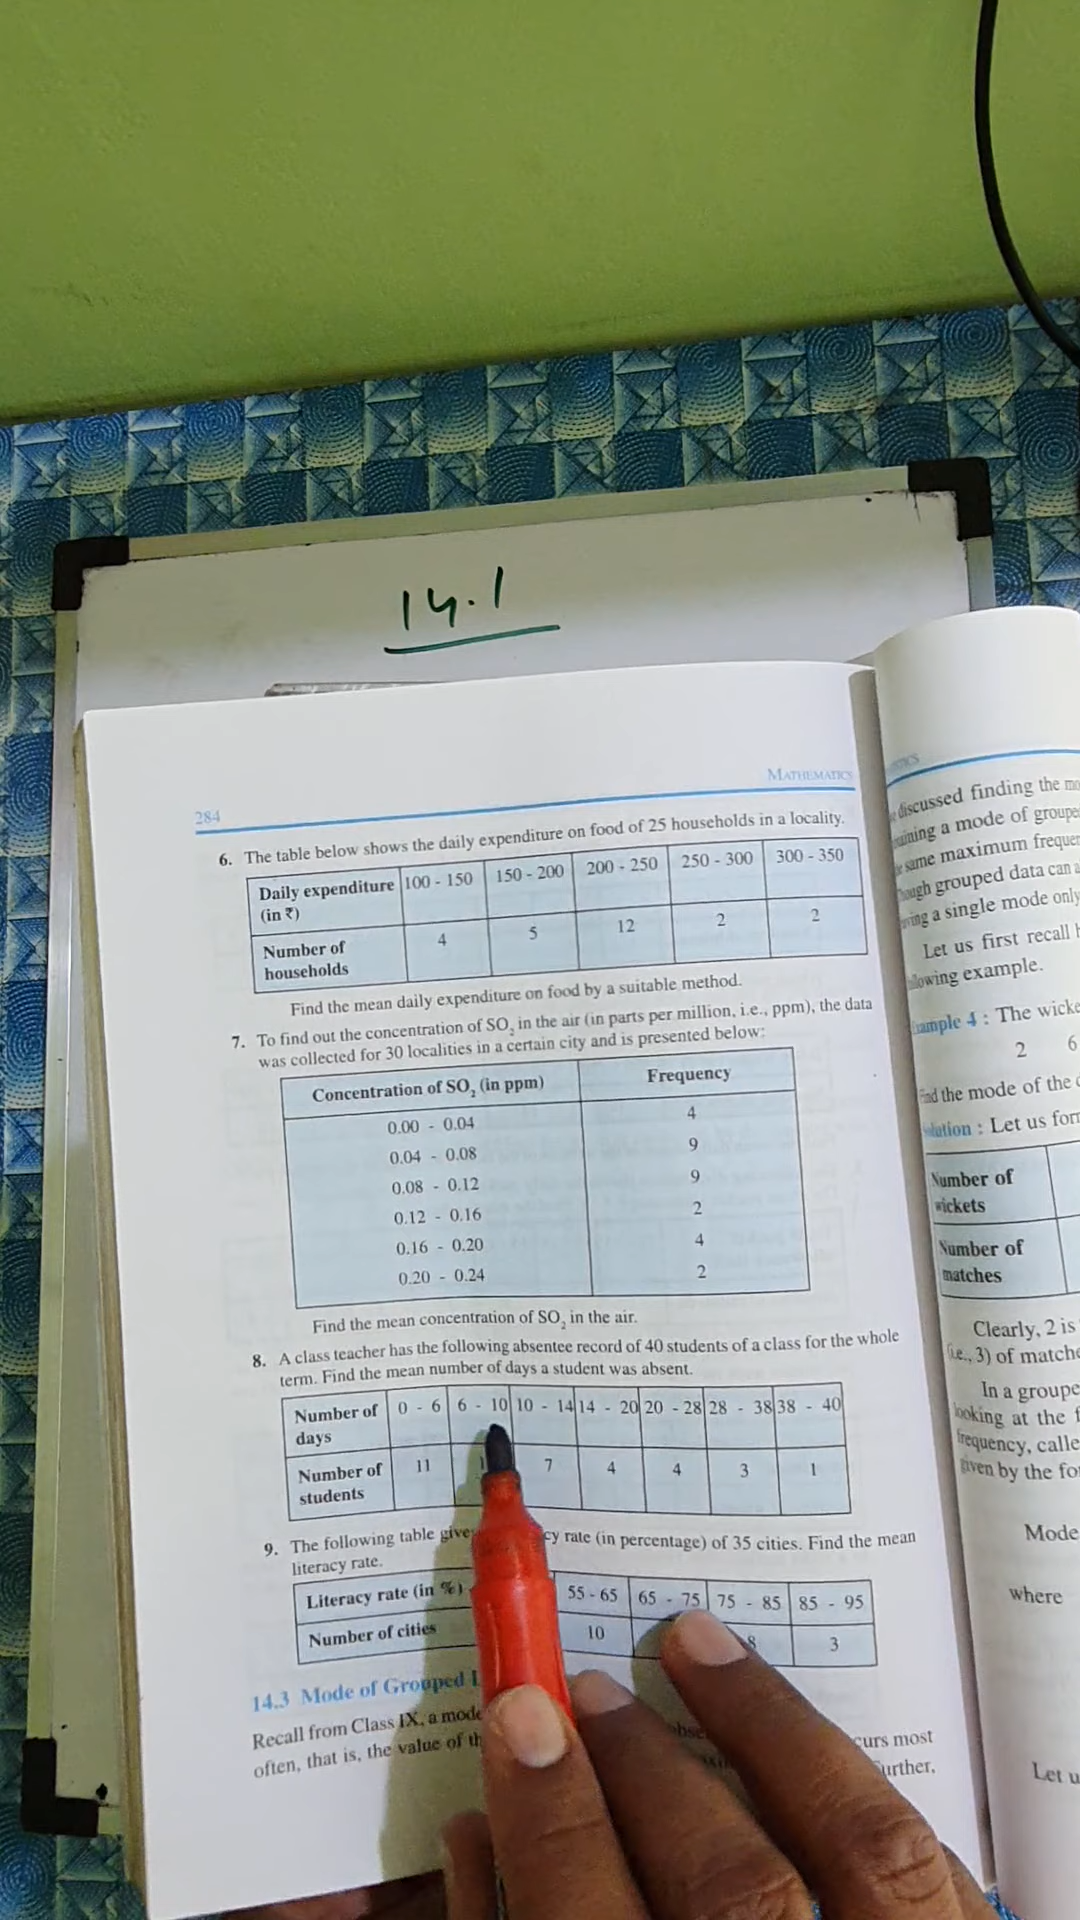 14.1
284
MATHEMATICS
6. The table below shows the daily expenditure on food of 25 households in a locality.
Daily expenditure (in ₹) 100 - 150 150 - 200 200 - 250 250 - 300 300 - 350
Number of households 4 5 12 2 2
Find the mean daily expenditure on food by a suitable method.
7. To find out the concentration of SO₂ in the air (in parts per million, i.e., ppm), the data
was collected for 30 localities in a certain city and is presented below:
Concentration of SO₂ (in ppm) Frequency
0.00 - 0.04 4
0.04 - 0.08 9
0.08 - 0.12 9
0.12 - 0.16 2
0.16 - 0.20 4
0.20 - 0.24 2
Find the mean concentration of SO₂ in the air.
8. A class teacher has the following absentee record of 40 students of a class for the whole
term. Find the mean number of days a student was absent.
Number of days 0 - 6 6 - 10 10 - 14 14 - 20 20 - 28 28 - 38 38 - 40
Number of students 11 7 4 4 3 1
9. The following table rate (in percentage) of 35 cities. Find the mean
literacy rate.
Literacy rate (in %) 55 - 65 65 - 75 75 - 85 85 - 95
Number of cities 10 8 3
14.3 Mode of Grouped
Recall from Class IX, a mode most
often, that is, the value of
discussed finding the
a mode of
same maximum
grouped data can
a single mode only
Let us first recall
example.
4 : The
2 6
the mode of the
: Let us
Number of
wickets
Number of
matches
Clearly, 2 is
(i.e., 3) of
In a
looking at the
frequency,
given by the
Mode
where
Let